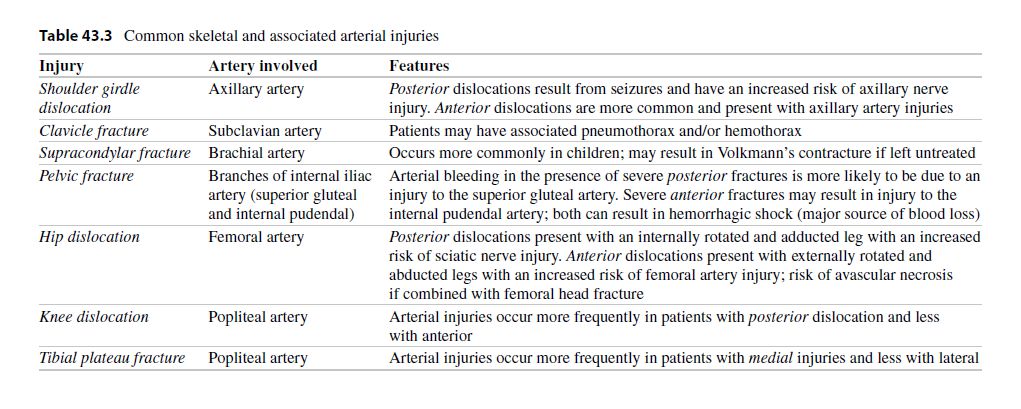 Table 43.3 Common skeletal and associated arterial injuries
Injury Artery involved Features
Shoulder girdle dislocation Axillary artery Posterior dislocations result from seizures and have an increased risk of axillary nerve
injury. Anterior dislocations are more common and present with axillary artery injuries
Clavicle fracture Subclavian artery Patients may have associated pneumothorax and/or hemothorax
Supracondylar fracture Brachial artery Occurs more commonly in children; may result in Volkmann's contracture if left untreated
Pelvic fracture Branches of internal iliac artery (superior gluteal and internal pudendal) Arterial bleeding in the presence of severe posterior fractures is more likely to be due to an
injury to the superior gluteal artery. Severe anterior fractures may result in injury to the
internal pudendal artery; both can result in hemorrhagic shock (major source of blood loss)
Hip dislocation Femoral artery Posterior dislocations present with an internally rotated and adducted leg with an increased
risk of sciatic nerve injury. Anterior dislocations present with externally rotated and
abducted legs with an increased risk of femoral artery injury; risk of avascular necrosis
if combined with femoral head fracture
Knee dislocation Popliteal artery Arterial injuries occur more frequently in patients with posterior dislocation and less
with anterior
Tibial plateau fracture Popliteal artery Arterial injuries occur more frequently in patients with medial injuries and less with lateral